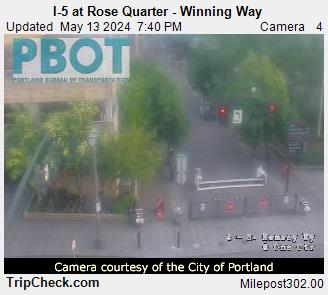 I-5 at Rose Quarter - Winning Way
Updated May 13 2024 7:40 PM Camera 4
PBOT
PORTLAND BUREAU OF TRANSPORTATION
Camera courtesy of the City of Portland
TripCheck.com Milepost302.00